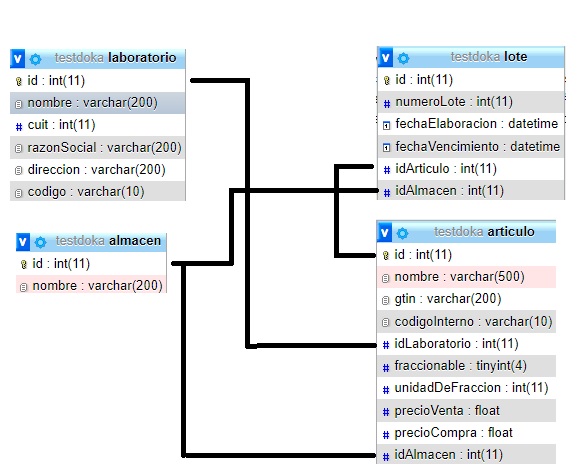 testdoka laboratorio
id : int(11)
nombre : varchar(200)
cuit : int(11)
razonSocial : varchar(200)
direccion : varchar(200)
codigo : varchar(10)
testdoka almacen
id : int(11)
nombre : varchar(200)
testdoka lote
id : int(11)
numeroLote : int(11)
fechaElaboracion : datetime
fechaVencimiento : datetime
idArticulo : int(11)
idAlmacen : int(11)
testdoka articulo
id : int(11)
nombre : varchar(500)
gtin : varchar(200)
codigoInterno : varchar(10)
idLaboratorio : int(11)
fraccionable : tinyint(4)
unidadDeFraccion : int(11)
precioVenta : float
precioCompra : float
idAlmacen : int(11)